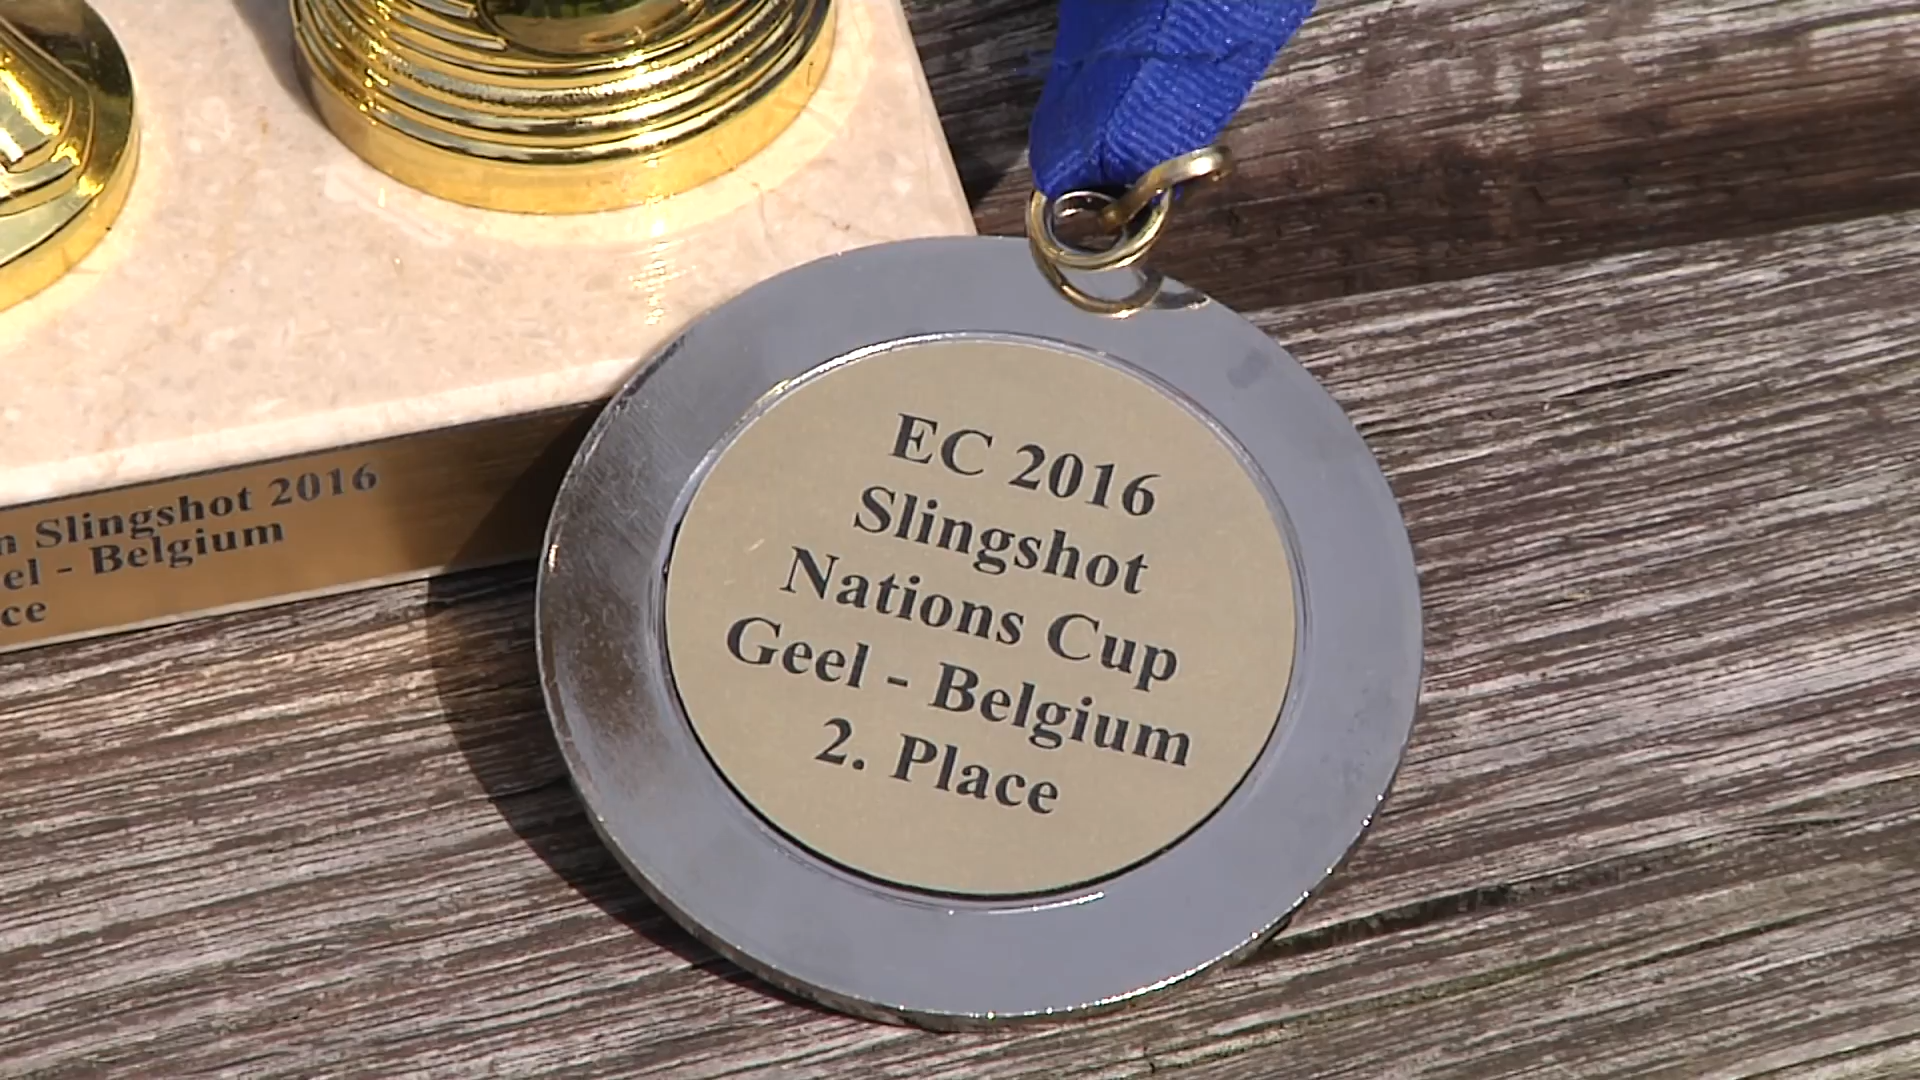 n Slingshot 2016
el - Belgium
ce
EC 2016
Slingshot
Nations Cup
Geel - Belgium
2. Place